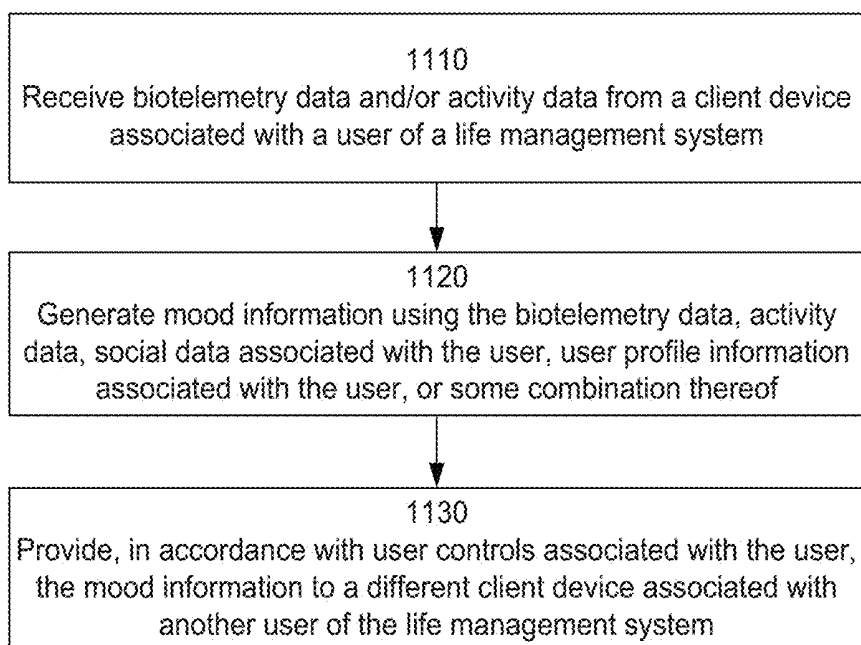 1110
Receive biotelemetry data and/or activity data from a client device
associated with a user of a life management system
1120
Generate mood information using the biotelemetry data, activity
data, social data associated with the user, user profile information
associated with the user, or some combination thereof
1130
Provide, in accordance with user controls associated with the user,
the mood information to a different client device associated with
another user of the life management system